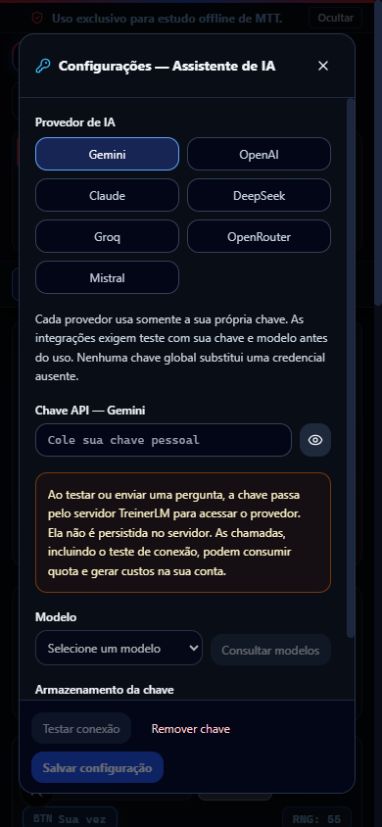 Uso exclusivo para estudo offline de MTT.
Ocultar
Configurações — Assistente de IA
Provedor de IA
Gemini
OpenAI
Claude
DeepSeek
Groq
OpenRouter
Mistral
Cada provedor usa somente a sua própria chave. As
integrações exigem teste com sua chave e modelo antes
do uso. Nenhuma chave global substitui uma credencial
ausente.
Chave API — Gemini
Cole sua chave pessoal
Ao testar ou enviar uma pergunta, a chave passa
pelo servidor TreinerLM para acessar o provedor.
Ela não é persistida no servidor. As chamadas,
incluindo o teste de conexão, podem consumir
quota e gerar custos na sua conta.
Modelo
Selecione um modelo
Consultar modelos
Armazenamento da chave
Testar conexão
Remover chave
Salvar configuração
BTN Sua vez
RNG: 55